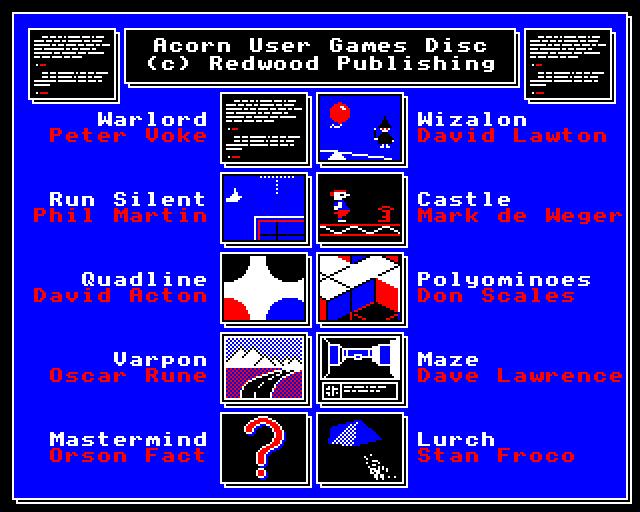 Acorn User Games Disc
(c) Redwood Publishing
Warlord
Peter Voke
Wizalon
David Lawton
Run Silent
Phil Martin
Castle
Mark de Weger
Quadline
David Acton
Polyominoes
Don Scales
Varpon
Oscar Rune
Maze
Dave Lawrence
Mastermind
Orson Fact
Lurch
Stan Froco